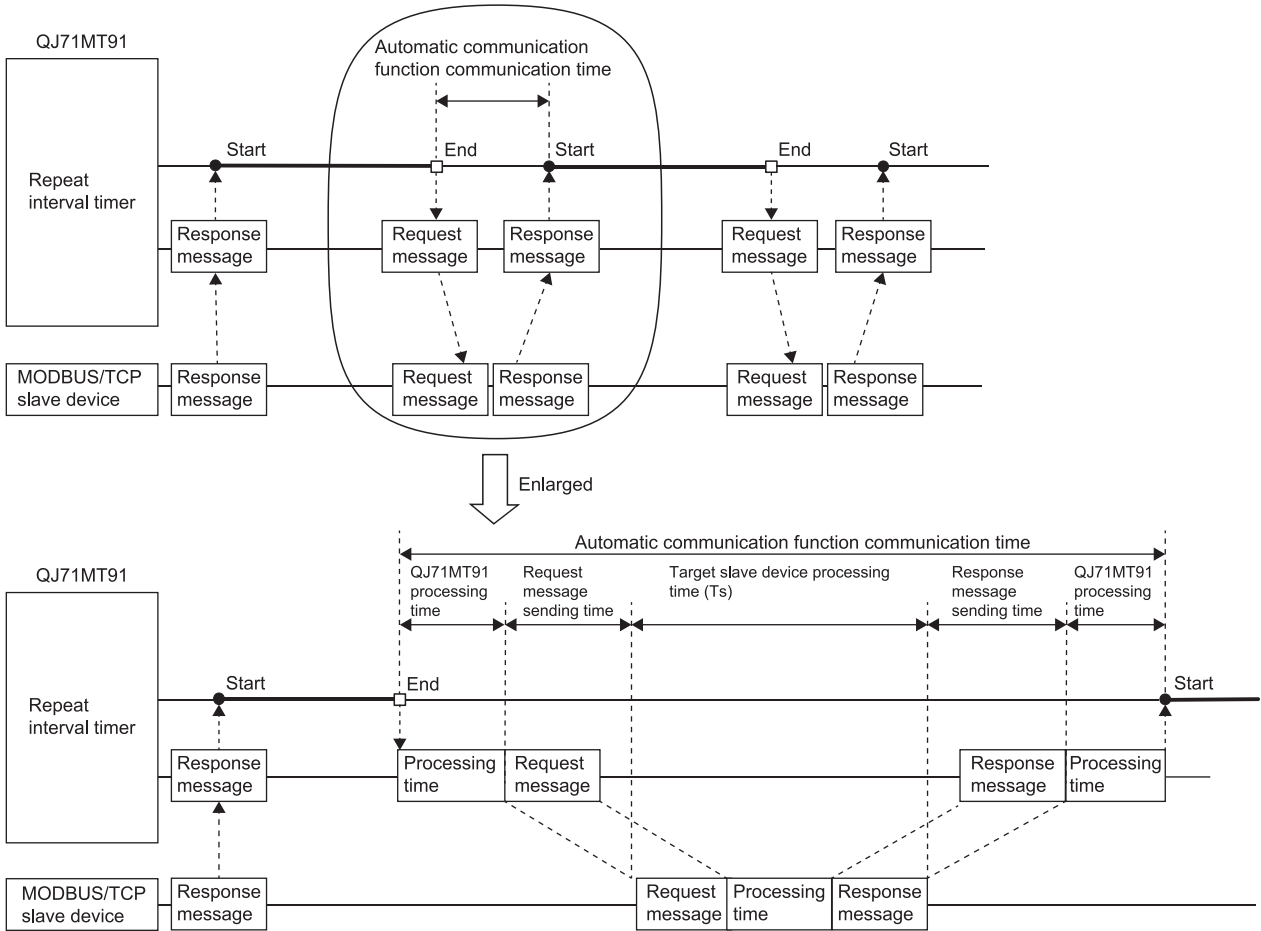 QJ71MT91
Automatic communication
function communication time
Start
End
Start
End
Start
Repeat
interval timer
Response
message
Request
message
Response
message
Request
message
Response
message
MODBUS/TCP
slave device
Response
message
Request
message
Response
message
Request
message
Response
message
Enlarged
Automatic communication function communication time
QJ71MT91
QJ71MT91
processing
time
Request
message
sending time
Target slave device processing
time (Ts)
Response
message
sending time
QJ71MT91
processing
time
Start
End
Start
Repeat
interval timer
Response
message
Processing
time
Request
message
Response
message
Processing
time
MODBUS/TCP
slave device
Response
message
Request
message
Processing
time
Response
message